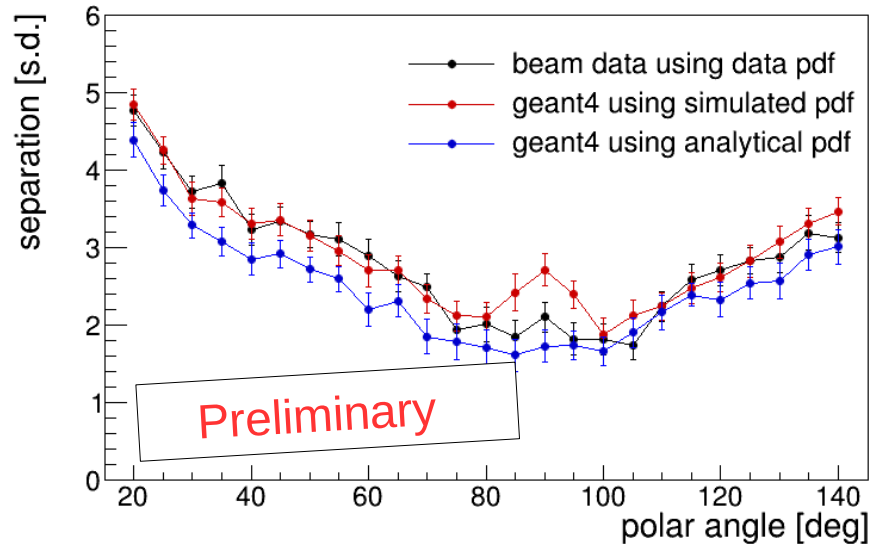 6
5
4
3
2
1
0
separation [s.d.]
beam data using data pdf
geant4 using simulated pdf
geant4 using analytical pdf
Preliminary
20 40 60 80 100 120 140
polar angle [deg]